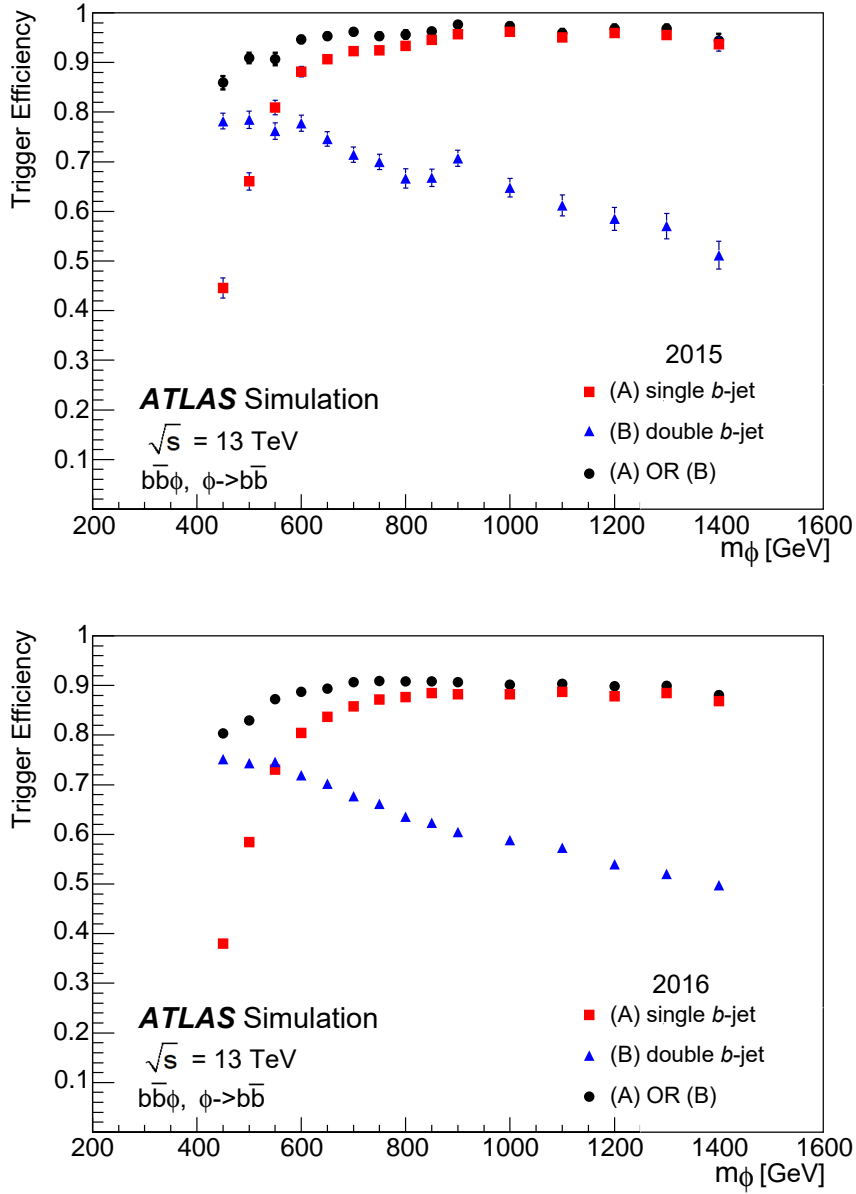 1
0.9
0.8
0.7
0.6
0.5
0.4
0.3
0.2
0.1
Trigger Efficiency
2015
ATLAS Simulation
√s = 13 TeV
bb̅ϕ, ϕ->bb̅
(A) single b-jet
(B) double b-jet
(A) OR (B)
200 400 600 800 1000 1200 1400 1600
mϕ [GeV]
1
0.9
0.8
0.7
0.6
0.5
0.4
0.3
0.2
0.1
Trigger Efficiency
2016
ATLAS Simulation
√s = 13 TeV
bb̅ϕ, ϕ->bb̅
(A) single b-jet
(B) double b-jet
(A) OR (B)
200 400 600 800 1000 1200 1400 1600
mϕ [GeV]